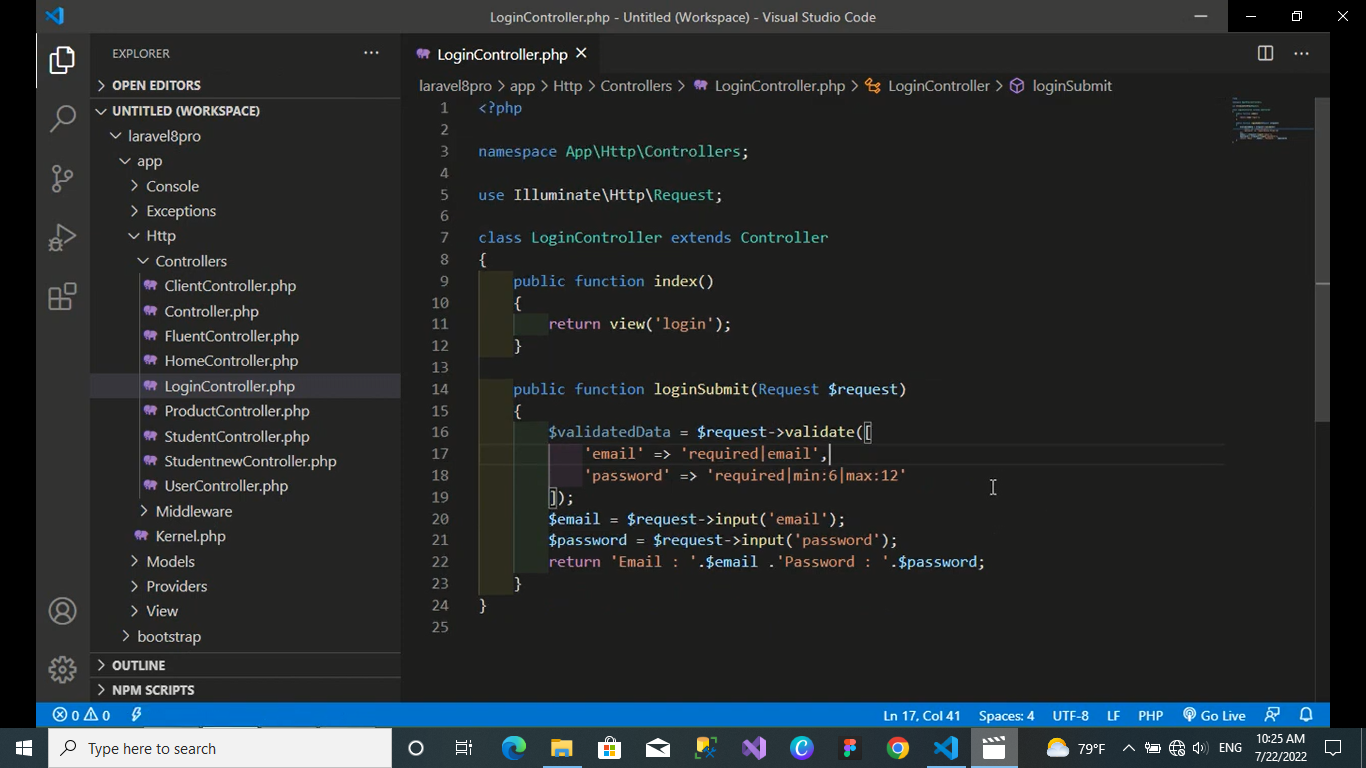 LoginController.php - Untitled (Workspace) - Visual Studio Code
EXPLORER
OPEN EDITORS
UNTITLED (WORKSPACE)
laravel8pro
app
Console
Exceptions
Http
Controllers
ClientController.php
Controller.php
FluentController.php
HomeController.php
LoginController.php
ProductController.php
StudentController.php
StudentnewController.php
UserController.php
Middleware
Kernel.php
Models
Providers
View
bootstrap
OUTLINE
NPM SCRIPTS
LoginController.php
laravel8pro > app > Http > Controllers > LoginController.php > LoginController > loginSubmit
1 <?php
2
3 namespace App\Http\Controllers;
4
5 use Illuminate\Http\Request;
6
7 class LoginController extends Controller
8 {
9 public function index()
10 {
11 return view('login');
12 }
13
14 public function loginSubmit(Request $request)
15 {
16 $validatedData = $request->validate([
17 'email' => 'required|email',
18 'password' => 'required|min:6|max:12'
19 ]);
20 $email = $request->input('email');
21 $password = $request->input('password');
22 return 'Email : '.$email .'Password : '.$password;
23 }
24 }
25
0 0 Ln 17, Col 41 Spaces: 4 UTF-8 LF PHP Go Live
Type here to search 79°F ENG 10:25 AM
7/22/2022